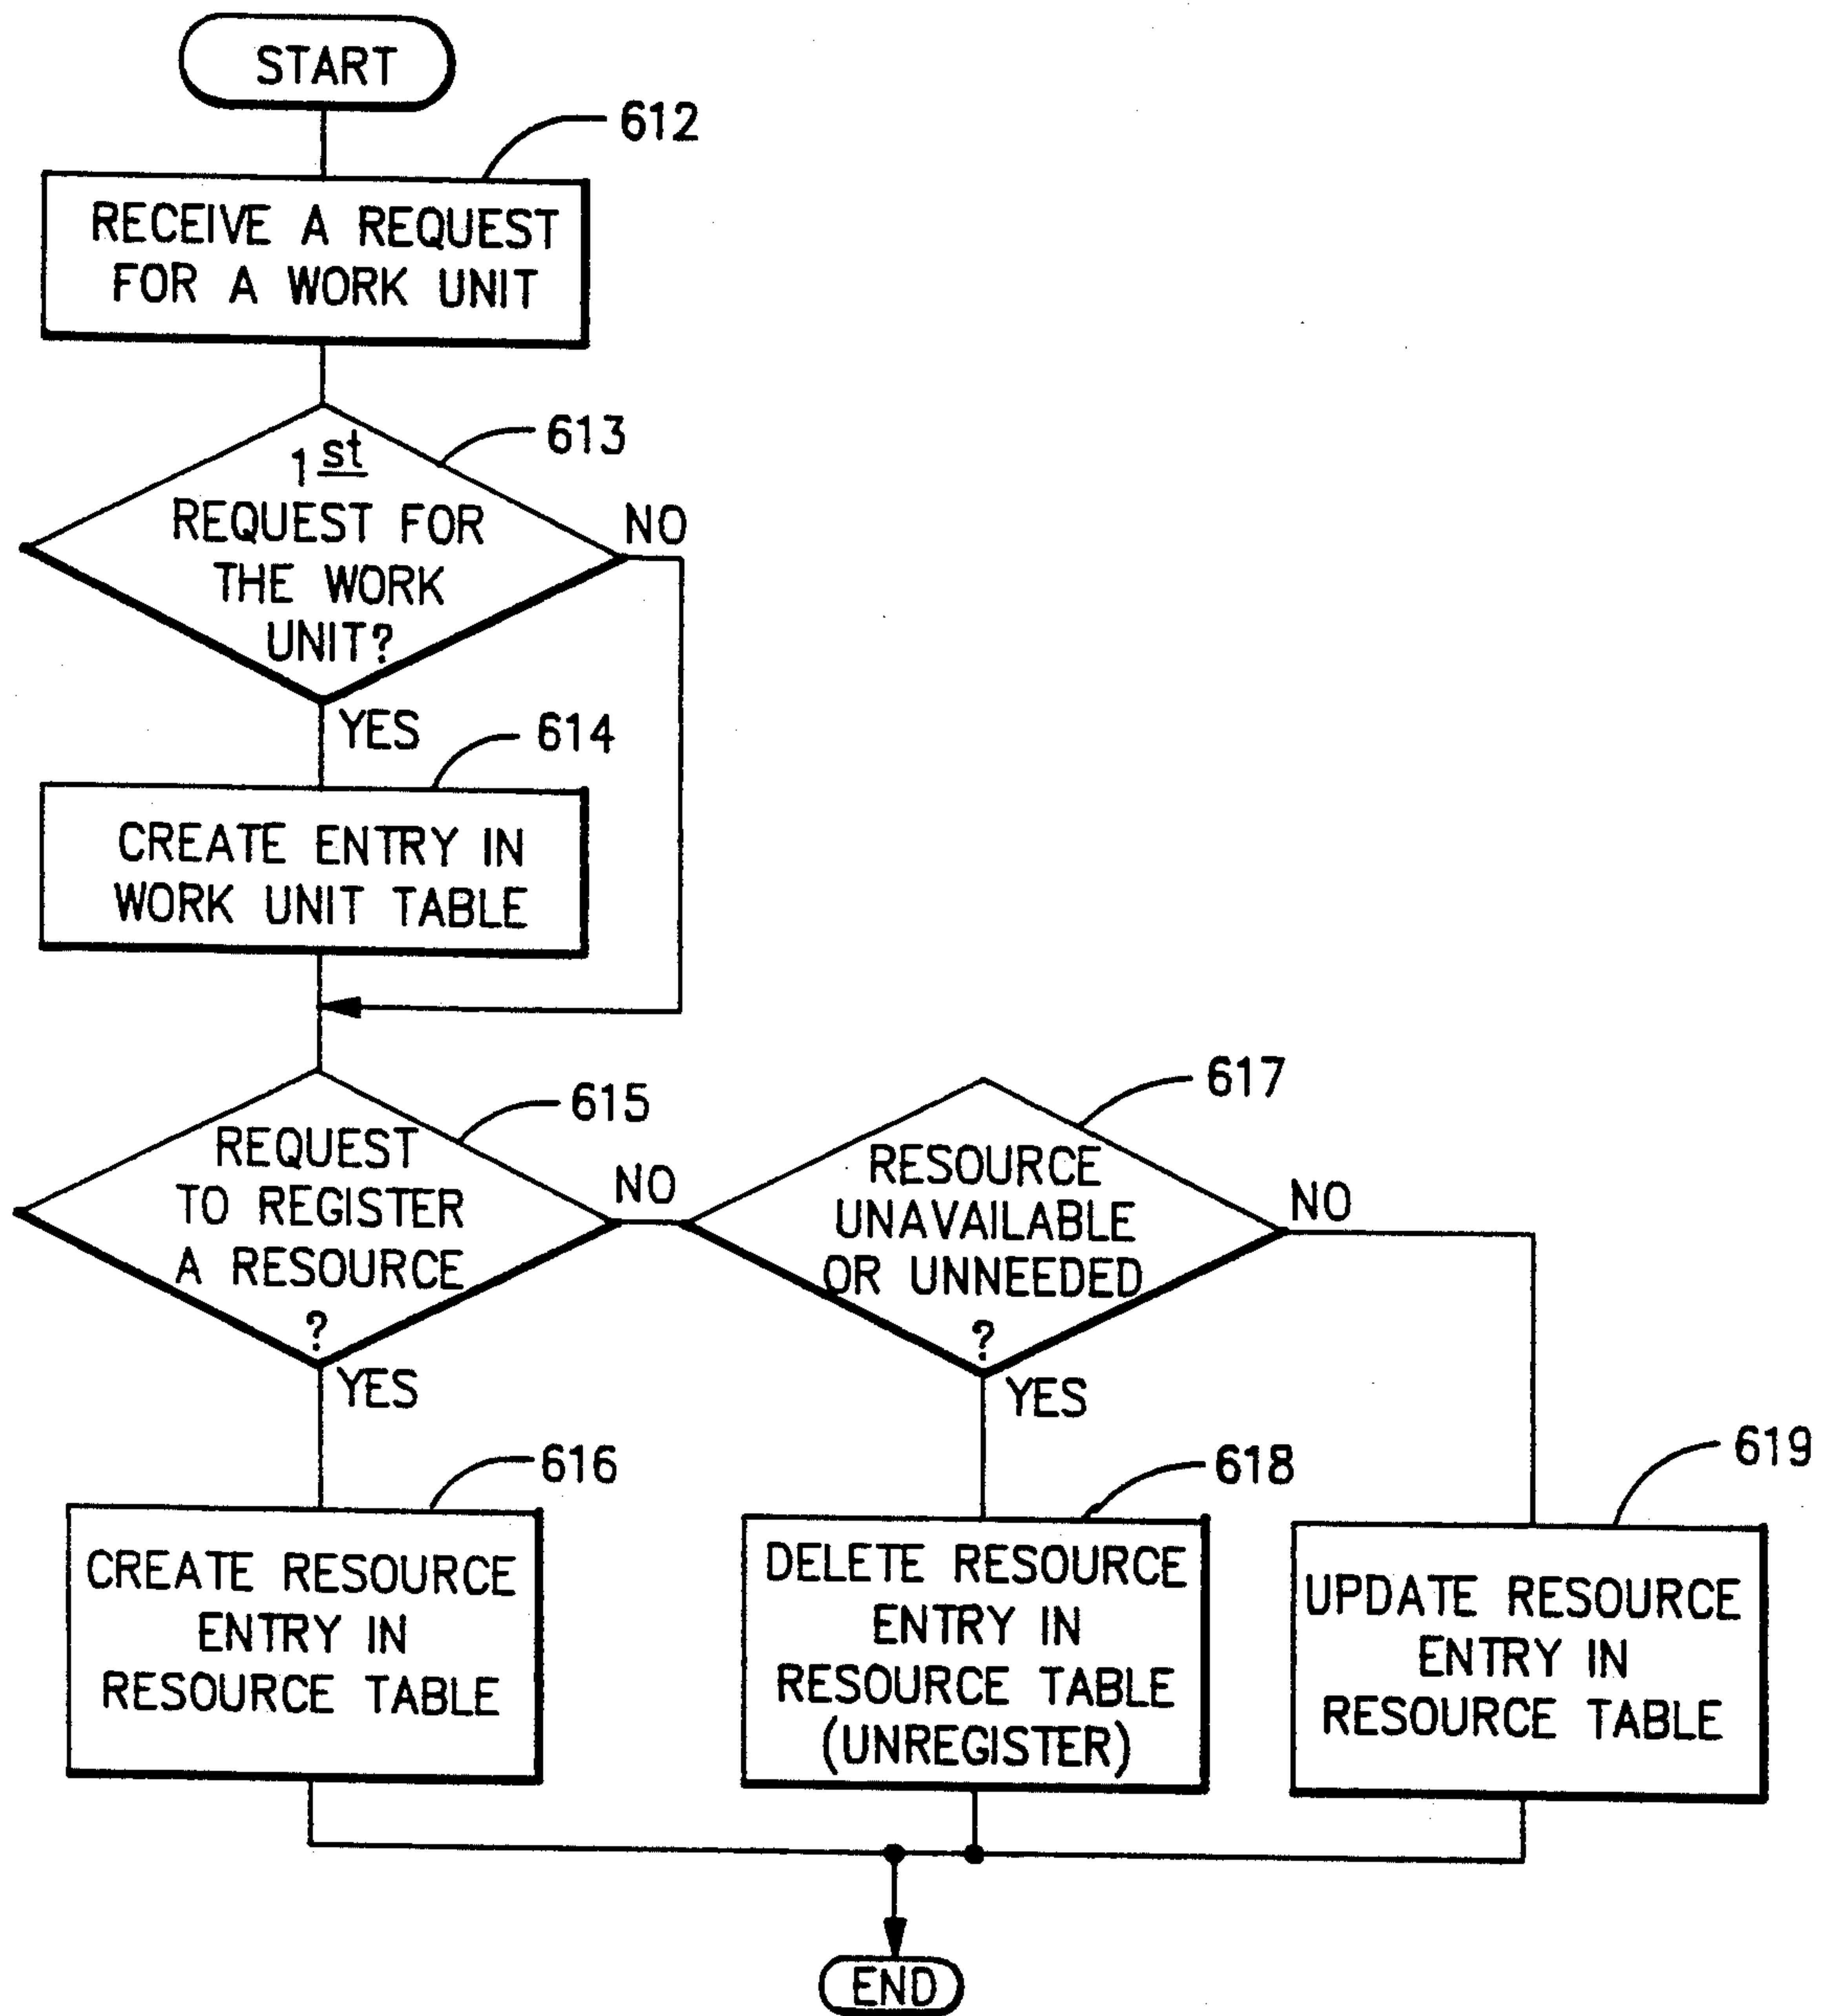 START
612
RECEIVE A REQUEST
FOR A WORK UNIT
613
1st
REQUEST FOR
THE WORK
UNIT?
NO
YES
614
CREATE ENTRY IN
WORK UNIT TABLE
615
REQUEST
TO REGISTER
A RESOURCE
?
NO
YES
617
RESOURCE
UNAVAILABLE
OR UNNEEDED
?
NO
YES
616
CREATE RESOURCE
ENTRY IN
RESOURCE TABLE
618
DELETE RESOURCE
ENTRY IN
RESOURCE TABLE
(UNREGISTER)
619
UPDATE RESOURCE
ENTRY IN
RESOURCE TABLE
END